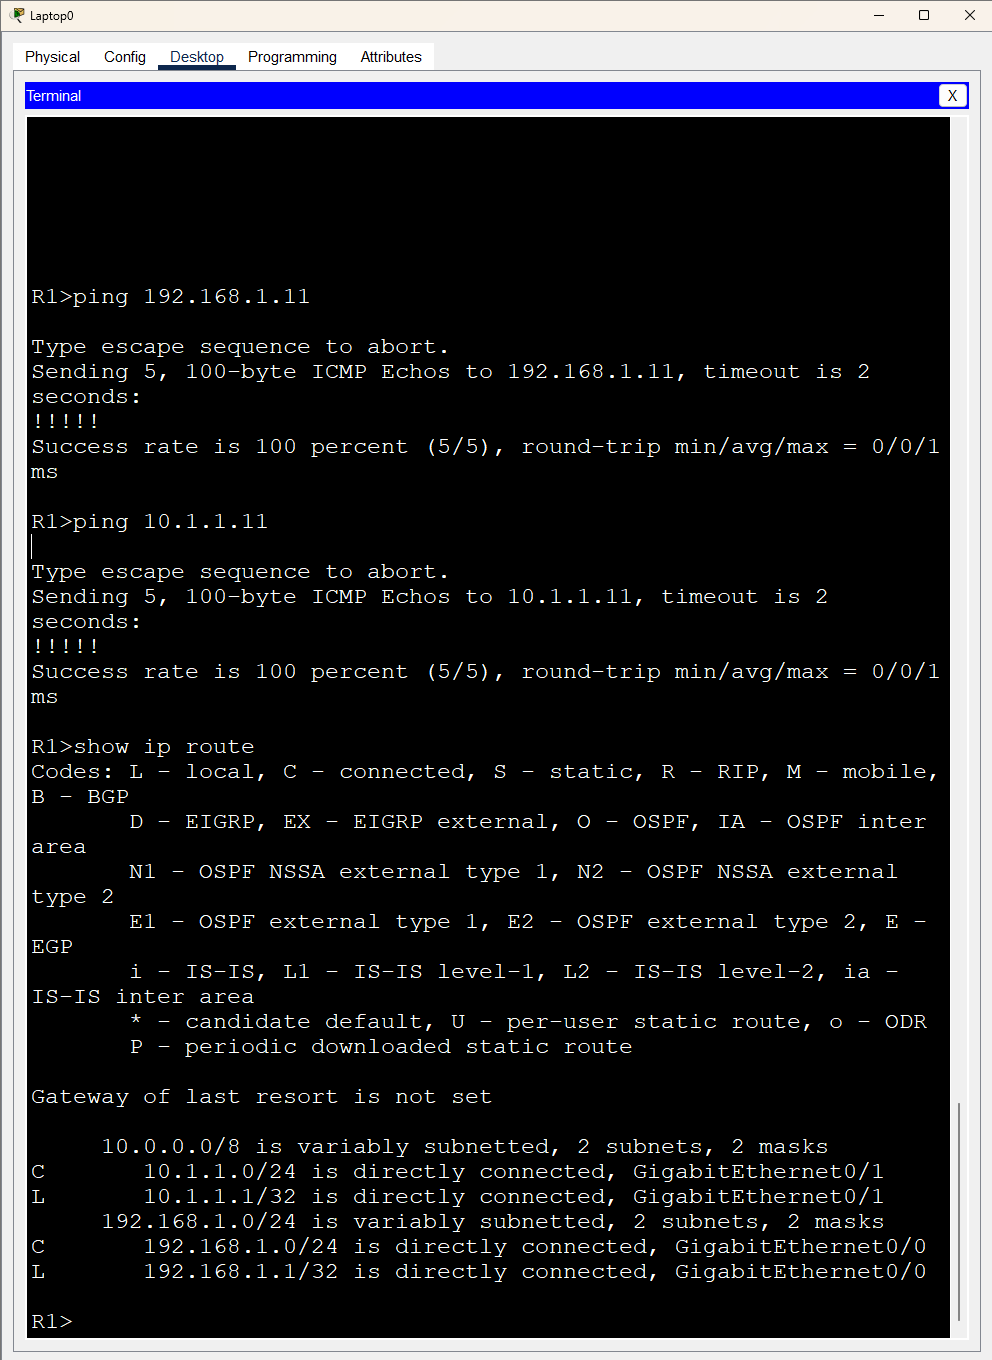 Laptop0
Physical Config Desktop Programming Attributes
Terminal X
R1>ping 192.168.1.11
Type escape sequence to abort.
Sending 5, 100-byte ICMP Echos to 192.168.1.11, timeout is 2
seconds:
!!!!!
Success rate is 100 percent (5/5), round-trip min/avg/max = 0/0/1
ms
R1>ping 10.1.1.11
Type escape sequence to abort.
Sending 5, 100-byte ICMP Echos to 10.1.1.11, timeout is 2
seconds:
!!!!!
Success rate is 100 percent (5/5), round-trip min/avg/max = 0/0/1
ms
R1>show ip route
Codes: L - local, C - connected, S - static, R - RIP, M - mobile,
B - BGP
D - EIGRP, EX - EIGRP external, O - OSPF, IA - OSPF inter
area
N1 - OSPF NSSA external type 1, N2 - OSPF NSSA external
type 2
E1 - OSPF external type 1, E2 - OSPF external type 2, E -
EGP
i - IS-IS, L1 - IS-IS level-1, L2 - IS-IS level-2, ia -
IS-IS inter area
* - candidate default, U - per-user static route, o - ODR
P - periodic downloaded static route
Gateway of last resort is not set
10.0.0.0/8 is variably subnetted, 2 subnets, 2 masks
C 10.1.1.0/24 is directly connected, GigabitEthernet0/1
L 10.1.1.1/32 is directly connected, GigabitEthernet0/1
192.168.1.0/24 is variably subnetted, 2 subnets, 2 masks
C 192.168.1.0/24 is directly connected, GigabitEthernet0/0
L 192.168.1.1/32 is directly connected, GigabitEthernet0/0
R1>